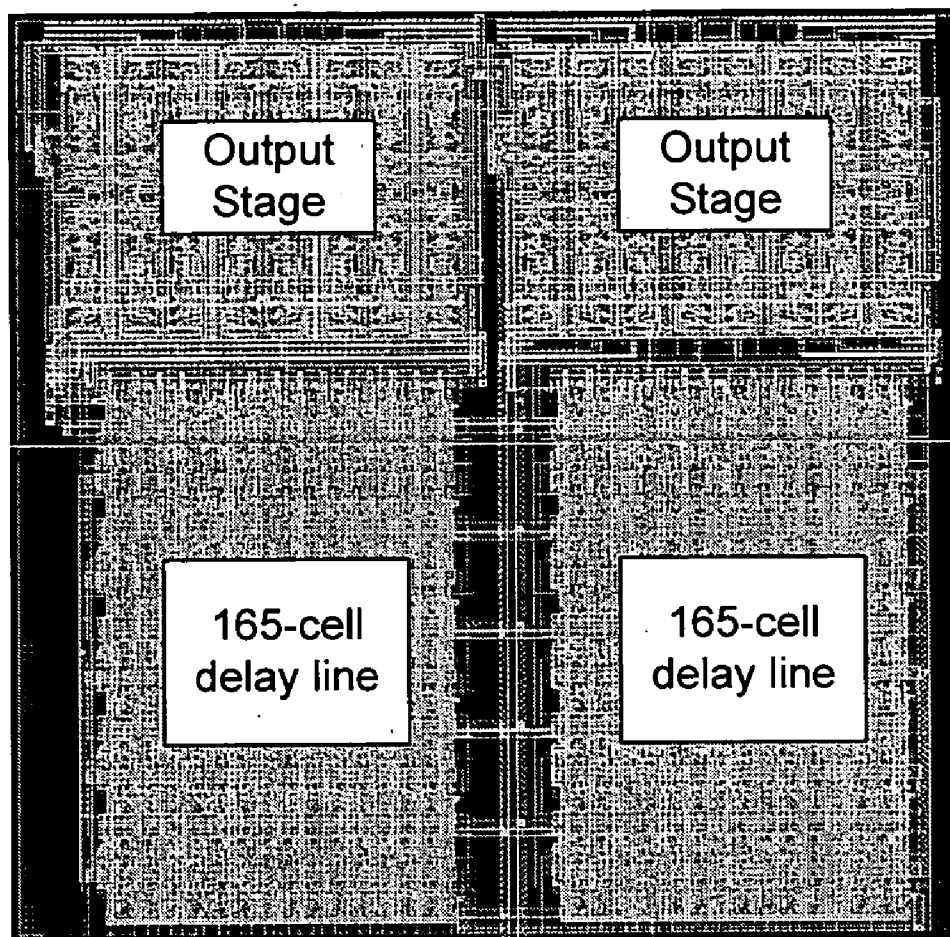 Output
Stage
Output
Stage
165-cell
delay line
165-cell
delay line